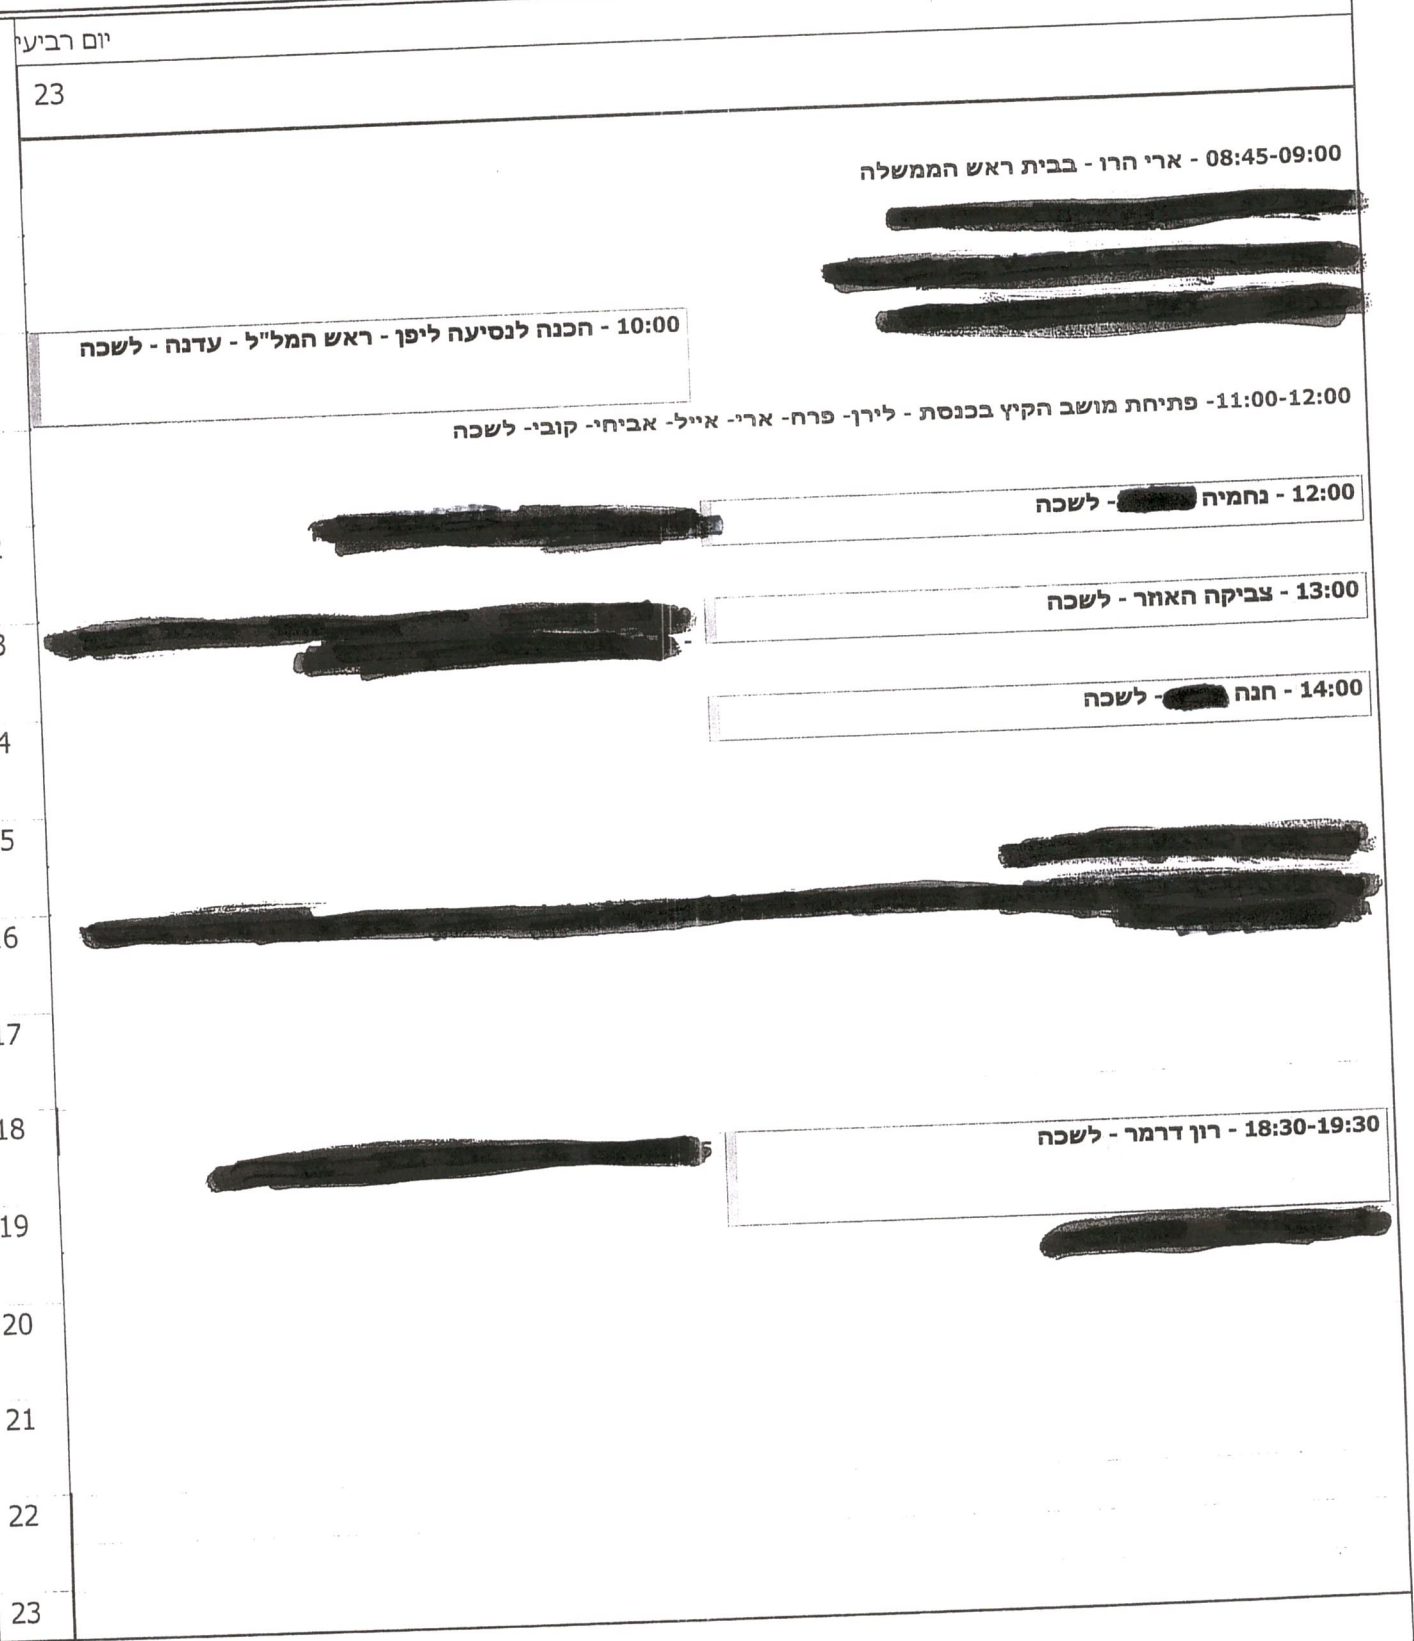 יום רביעי
23
08:45-09:00 - ארי הרו - בבית ראש הממשלה
10:00 - הכנה לנסיעה ליפן - ראש המל"ל - עדנה - לשכה
11:00-12:00- פתיחת מושב הקיץ בכנסת - לירן- פרח- ארי- אייל- אביחי- קובי- לשכה
12:00 - נחמיה - לשכה
13:00 - צביקה האוזר - לשכה
14:00 - חנה - לשכה
18:30-19:30 - רון דרמר - לשכה
18
19
20
21
22
23